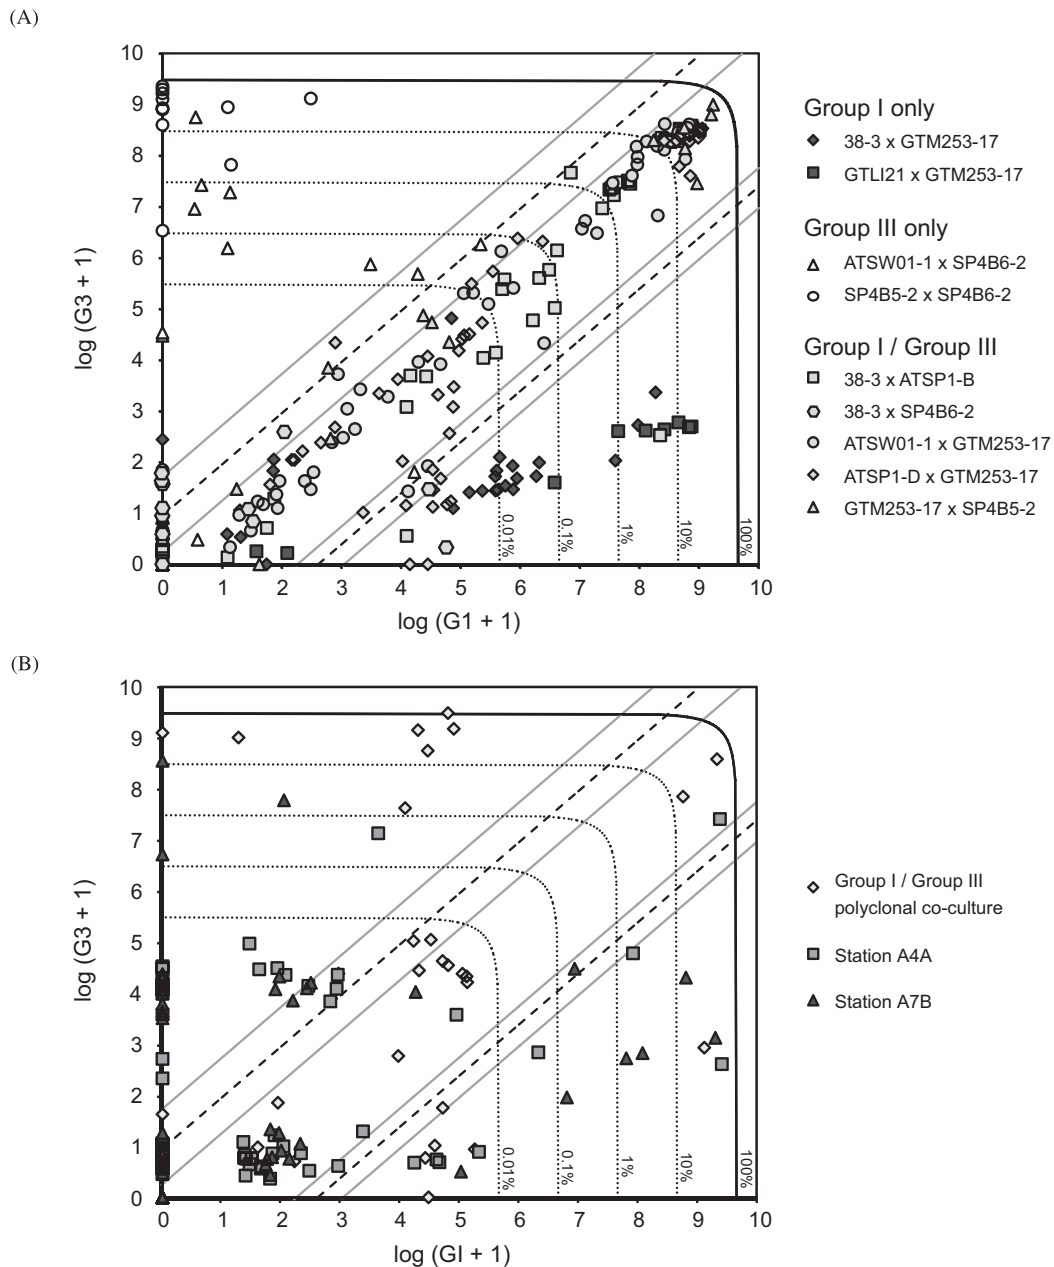 (A)
10
9
8
7
6
5
4
3
2
1
0
log (G3 + 1)
0.01%
0.1%
1%
10%
100%
0 1 2 3 4 5 6 7 8 9 10
log (G1 + 1)
Group I only
38-3 x GTM253-17
GTLI21 x GTM253-17
Group III only
ATSW01-1 x SP4B6-2
SP4B5-2 x SP4B6-2
Group I / Group III
38-3 x ATSP1-B
38-3 x SP4B6-2
ATSW01-1 x GTM253-17
ATSP1-D x GTM253-17
GTM253-17 x SP4B5-2
(B)
10
9
8
7
6
5
4
3
2
1
0
log (G3 + 1)
0.01%
0.1%
1%
10%
100%
0 1 2 3 4 5 6 7 8 9 10
log (GI + 1)
Group I / Group III
polyclonal co-culture
Station A4A
Station A7B